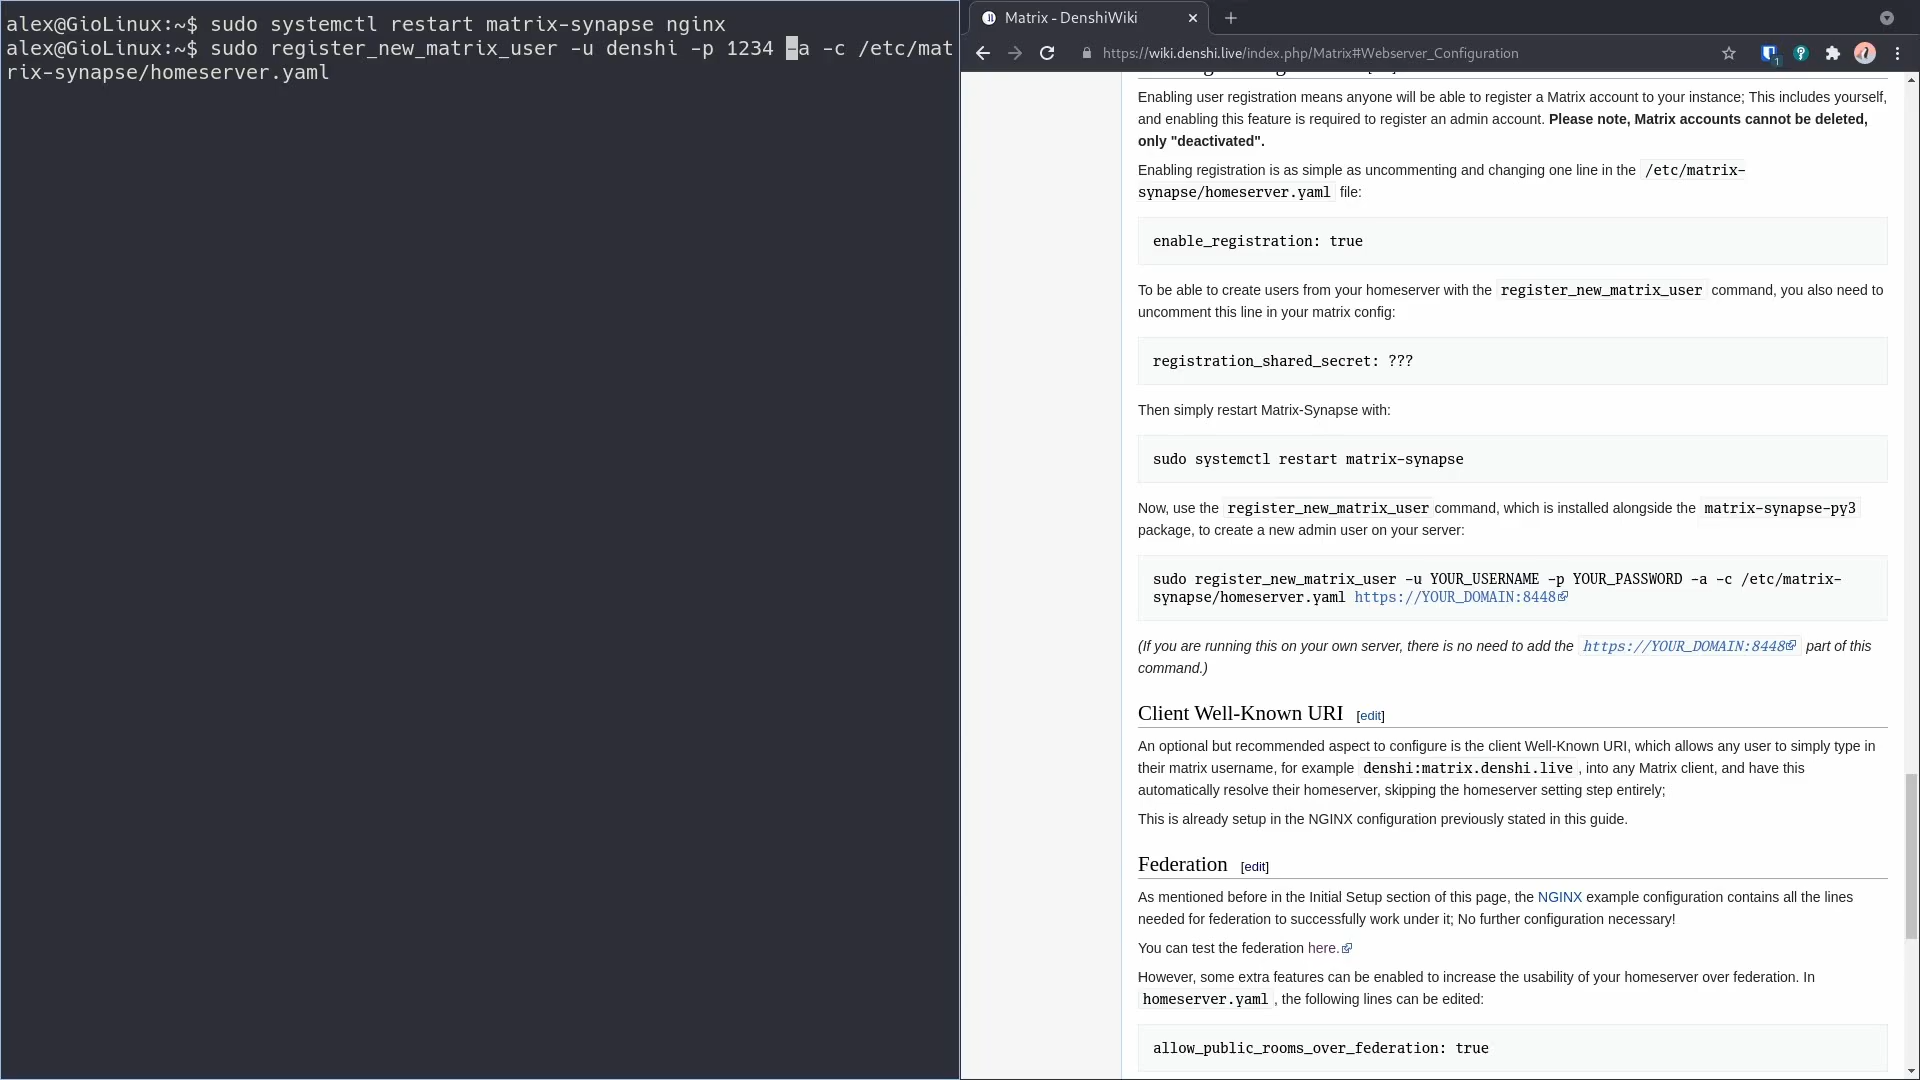 alex@GioLinux:~$ sudo systemctl restart matrix-synapse nginx
alex@GioLinux:~$ sudo register_new_matrix_user -u denshi -p 1234 -a -c /etc/mat
rix-synapse/homeserver.yaml
Matrix - DenshiWiki
https://wiki.denshi.live/index.php/Matrix#Webserver_Configuration
1
Enabling user registration means anyone will be able to register a Matrix account to your instance; This includes yourself,
and enabling this feature is required to register an admin account. Please note, Matrix accounts cannot be deleted,
only "deactivated".
Enabling registration is as simple as uncommenting and changing one line in the /etc/matrix-
synapse/homeserver.yaml file:
enable_registration: true
To be able to create users from your homeserver with the register_new_matrix_user command, you also need to
uncomment this line in your matrix config:
registration_shared_secret: ???
Then simply restart Matrix-Synapse with:
sudo systemctl restart matrix-synapse
Now, use the register_new_matrix_user command, which is installed alongside the matrix-synapse-py3
package, to create a new admin user on your server:
sudo register_new_matrix_user -u YOUR_USERNAME -p YOUR_PASSWORD -a -c /etc/matrix-
synapse/homeserver.yaml https://YOUR_DOMAIN:8448
(If you are running this on your own server, there is no need to add the https://YOUR_DOMAIN:8448 part of this
command.)
Client Well-Known URI [edit]
An optional but recommended aspect to configure is the client Well-Known URI, which allows any user to simply type in
their matrix username, for example denshi:matrix.denshi.live , into any Matrix client, and have this
automatically resolve their homeserver, skipping the homeserver setting step entirely;
This is already setup in the NGINX configuration previously stated in this guide.
Federation [edit]
As mentioned before in the Initial Setup section of this page, the NGINX example configuration contains all the lines
needed for federation to successfully work under it; No further configuration necessary!
You can test the federation here.
However, some extra features can be enabled to increase the usability of your homeserver over federation. In
homeserver.yaml , the following lines can be edited:
allow_public_rooms_over_federation: true